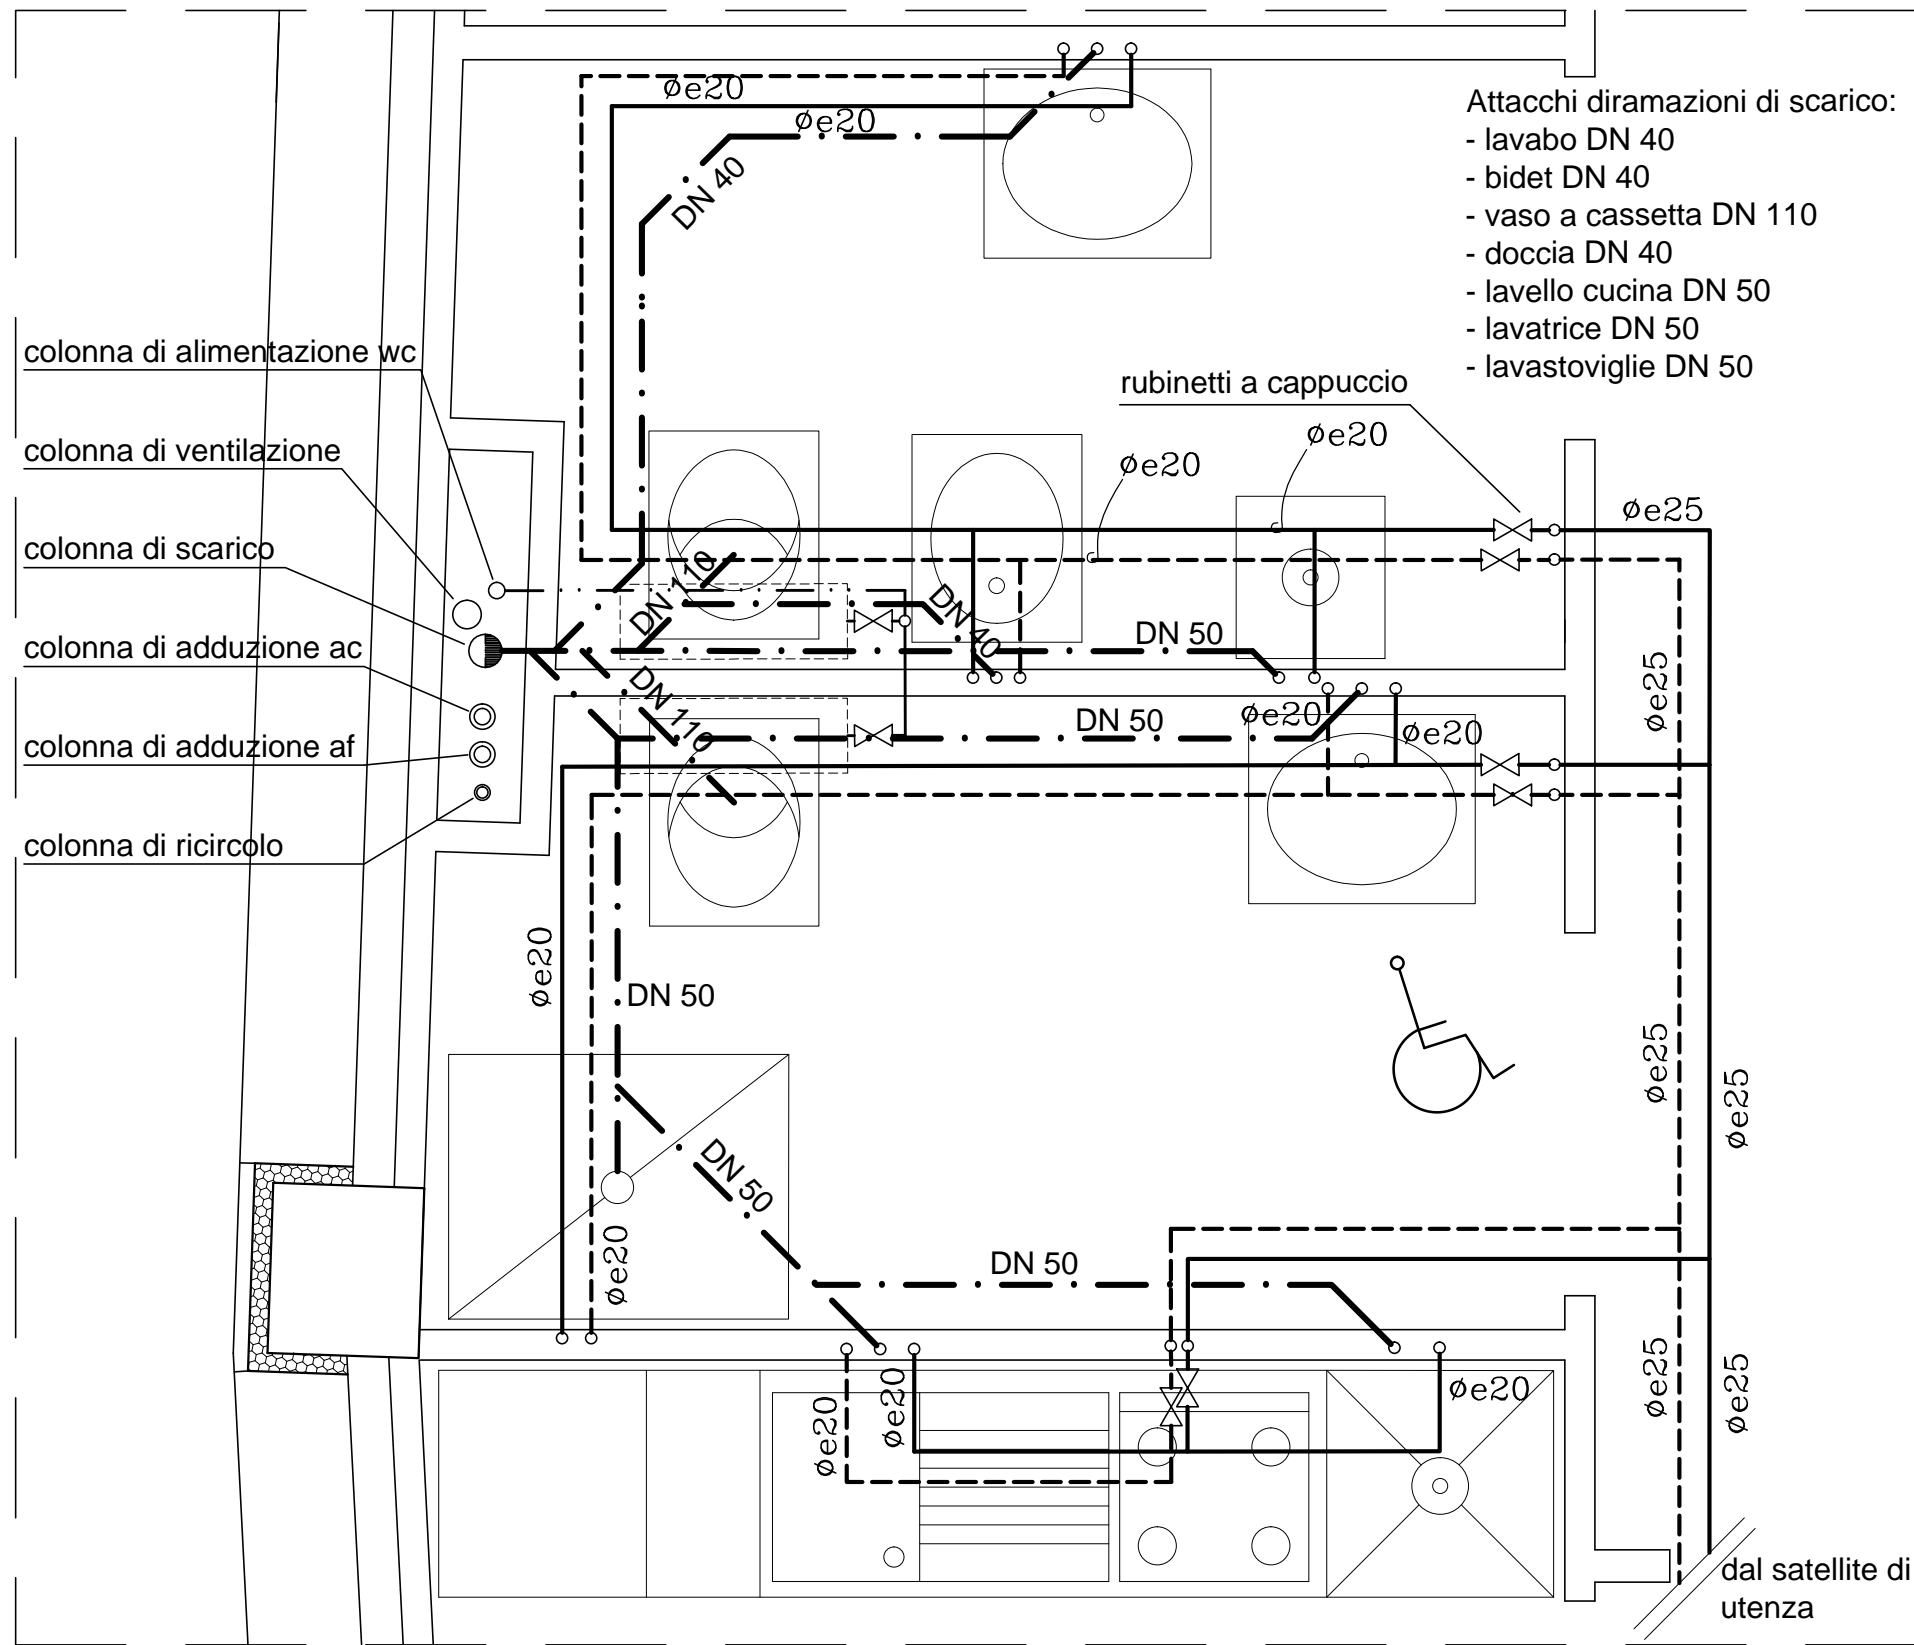 øe20
Attacchi diramazioni di scarico:
øe20
- lavabo DN 40
- bidet DN 40
DN 40
- vaso a cassetta DN 110
- doccia DN 40
- lavello cucina DN 50
- lavatrice DN 50
colonna di alimentazione wc
- lavastoviglie DN 50
rubinetti a cappuccio
øe20
colonna di ventilazione
øe20
øe25
colonna di scarico
DN 110
DN 40
DN 50
colonna di adduzione ac
øe25
DN 110
øe20
DN 50
øe20
colonna di adduzione af
colonna di ricircolo
øe20
DN 50
øe25
øe25
DN 50
øe20
DN 50
øe20
øe20
øe20
øe25
øe25
dal satellite di
utenza